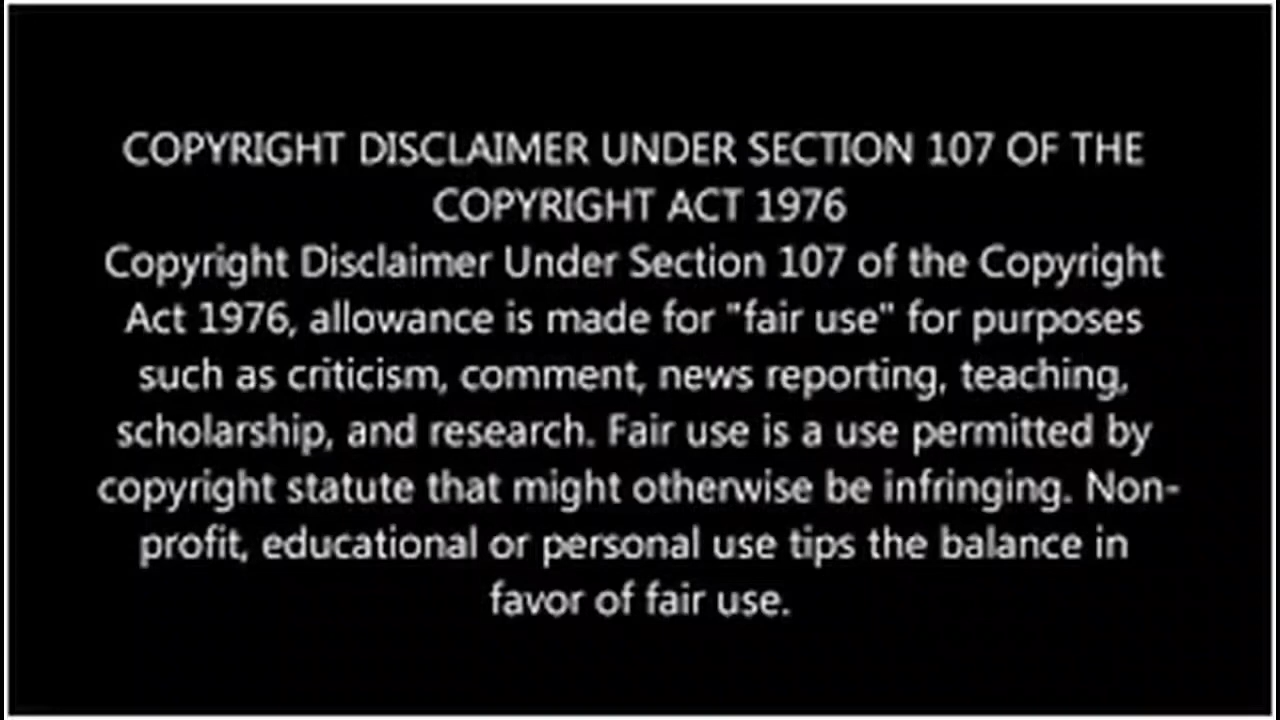 COPYRIGHT DISCLAIMER UNDER SECTION 107 OF THE
COPYRIGHT ACT 1976
Copyright Disclaimer Under Section 107 of the Copyright
Act 1976, allowance is made for "fair use" for purposes
such as criticism, comment, news reporting, teaching,
scholarship, and research. Fair use is a use permitted by
copyright statute that might otherwise be infringing. Non-
profit, educational or personal use tips the balance in
favor of fair use.